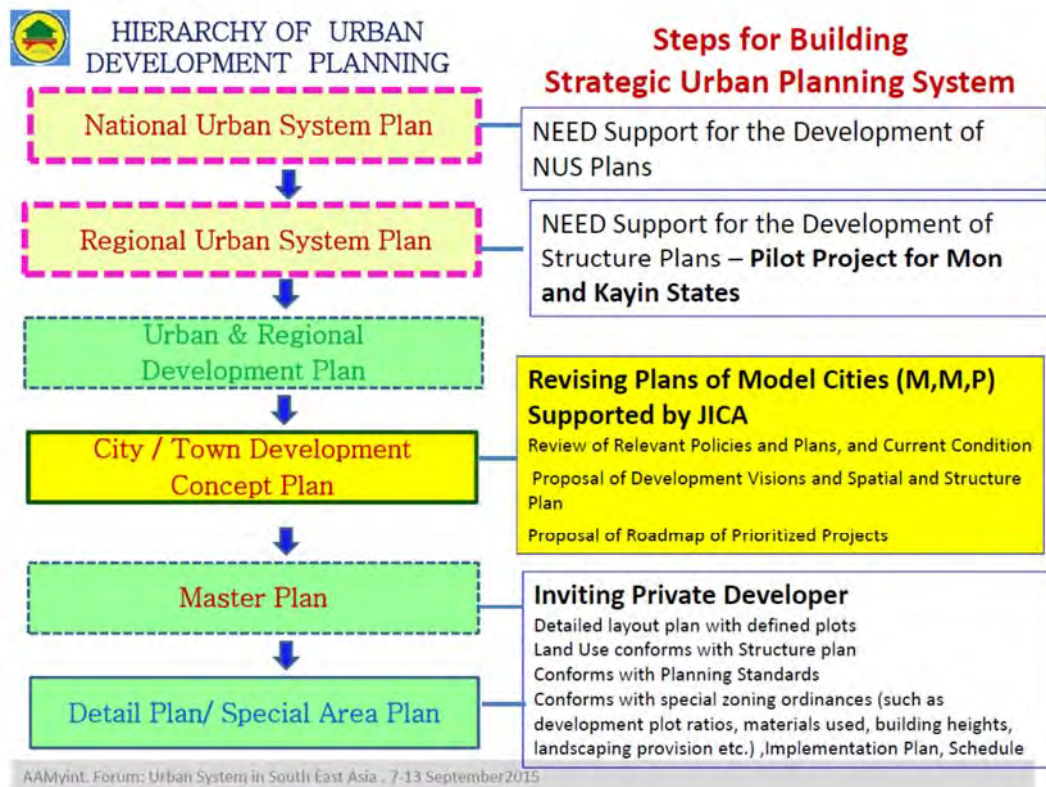 HIERARCHY OF URBAN
DEVELOPMENT PLANNING
National Urban System Plan
Regional Urban System Plan
Urban & Regional
Development Plan
City / Town Development
Concept Plan
Master Plan
Detail Plan/ Special Area Plan
Steps for Building
Strategic Urban Planning System
NEED Support for the Development of
NUS Plans
NEED Support for the Development of
Structure Plans – Pilot Project for Mon
and Kayin States
Revising Plans of Model Cities (M,M,P)
Supported by JICA
Review of Relevant Policies and Plans, and Current Condition
Proposal of Development Visions and Spatial and Structure
Plan
Proposal of Roadmap of Prioritized Projects
Inviting Private Developer
Detailed layout plan with defined plots
Land Use conforms with Structure plan
Conforms with Planning Standards
Conforms with special zoning ordinances (such as
development plot ratios, materials used, building heights,
landscaping provision etc.) ,Implementation Plan, Schedule
AAMyint. Forum: Urban System in South East Asia , 7-13 September2015